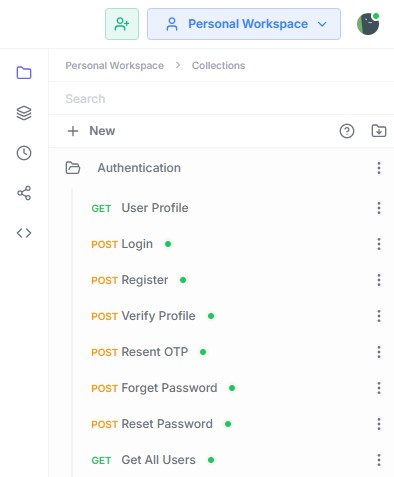 Personal Workspace
Personal Workspace > Collections
Search
+ New
Authentication
GET User Profile
POST Login
POST Register
POST Verify Profile
POST Resent OTP
POST Forget Password
POST Reset Password
GET Get All Users